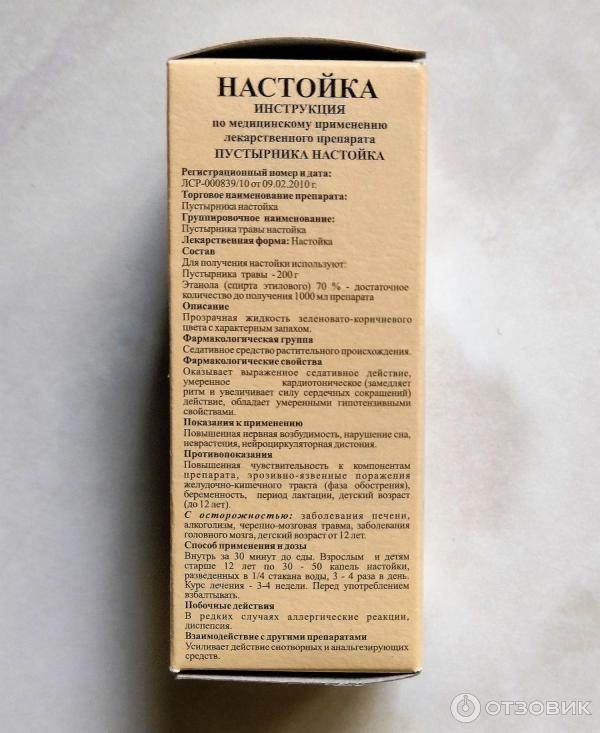 НАСТОЙКА
ИНСТРУКЦИЯ
по медицинскому применению
лекарственного препарата
ПУСТЫРНИКА НАСТОЙКА
Регистрационный номер и дата:
ЛСР-000839/10 от 09.02.2010 г.
Торговое наименование препарата:
Пустырника настойка
Группировочное наименование:
Пустырника травы настойка
Лекарственная форма: Настойка
Состав
Для получения настойки используют:
Пустырника травы - 200 г
Этанола (спирта этилового) 70 % - достаточное
количество до получения 1000 мл препарата
Описание
Прозрачная жидкость зеленовато-коричневого
цвета с характерным запахом.
Фармакологическая группа
Седативное средство растительного происхождения.
Фармакологические свойства
Оказывает выраженное седативное действие,
умеренное кардиотоническое (замедляет
ритм и увеличивает силу сердечных сокращений)
действие, обладает умеренными гипотензивными
свойствами.
Показания к применению
Повышенная нервная возбудимость, нарушение сна,
неврастения, нейроциркуляторная дистония.
Противопоказания
Повышенная чувствительность к компонентам
препарата, эрозивно-язвенные поражения
желудочно-кишечного тракта (фаза обострения),
беременность, период лактации, детский возраст
(до 12 лет).
С осторожностью: заболевания печени,
алкоголизм, черепно-мозговая травма, заболевания
головного мозга, детский возраст от 12 лет.
Способ применения и дозы
Внутрь за 30 минут до еды. Взрослым и детям
старше 12 лет по 30 - 50 капель настойки,
разведенных в 1/4 стакана воды, 3 - 4 раза в день.
Курс лечения - 3-4 недели. Перед употреблением
взбалтывать.
Побочные действия
В редких случаях аллергические реакции,
диспепсия.
Взаимодействие с другими препаратами
Усиливает действие снотворных и анальгезирующих
средств.
ОТЗОВИК